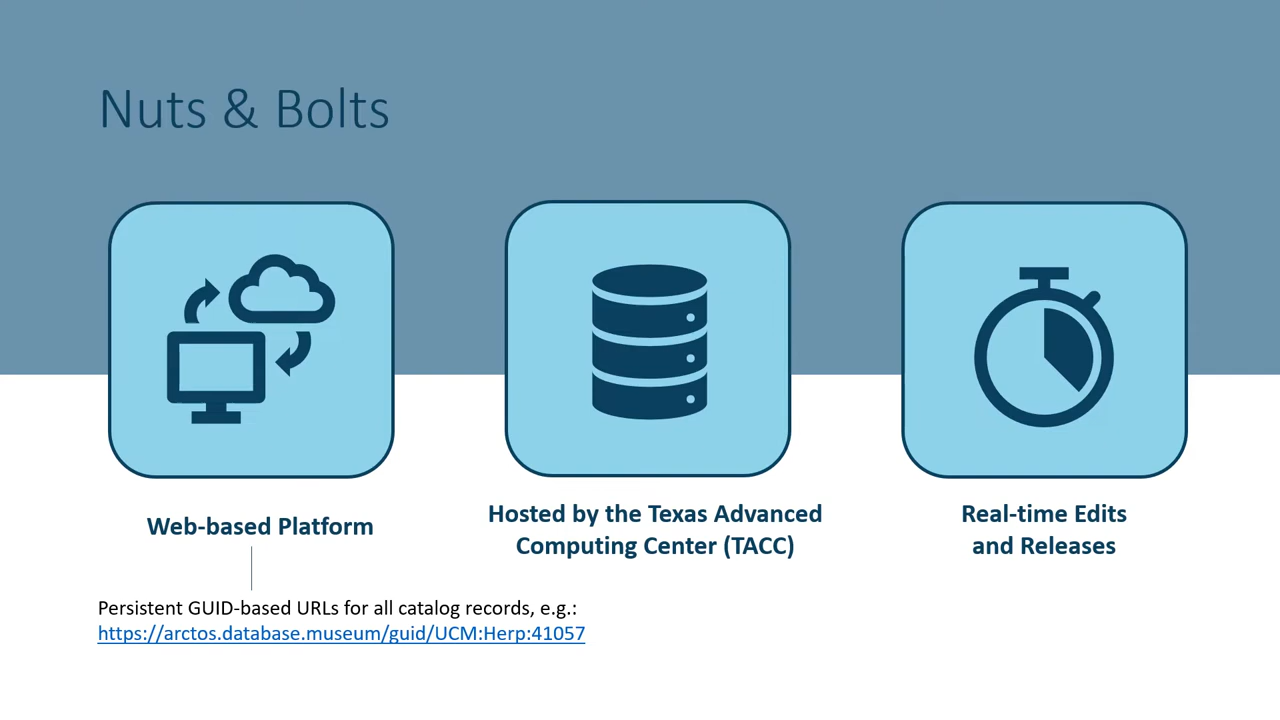 Nuts & Bolts
Web-based Platform
Hosted by the Texas Advanced
Computing Center (TACC)
Real-time Edits
and Releases
Persistent GUID-based URLs for all catalog records, e.g.:
https://arctos.database.museum/guid/UCM:Herp:41057